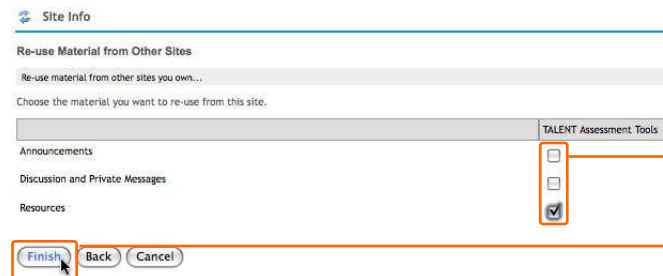 Site Info
Re-use Material from Other Sites
Re-use material from other sites you own...
Choose the material you want to re-use from this site.
TALENT Assessment Tools
Announcements
Discussion and Private Messages
Resources
Finish Back Cancel